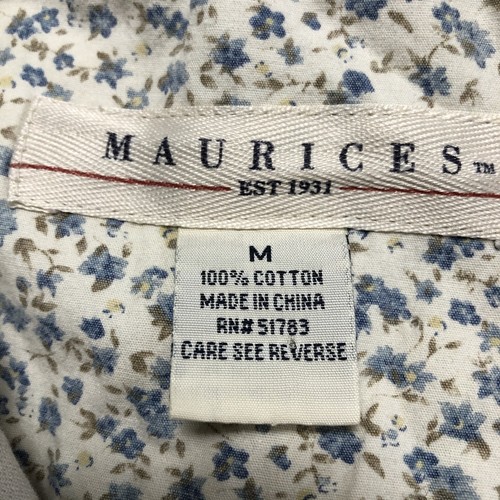 MAURICES™
EST 1931
M
100% COTTON
MADE IN CHINA
RN# 51783
CARE SEE REVERSE